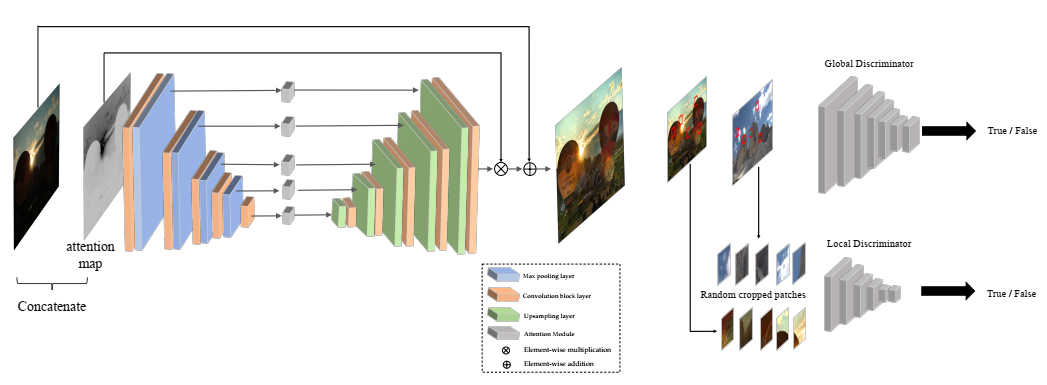 Global Discriminator
True / False
attention
map
Concatenate
Local Discriminator
True / False
Random cropped patches
Max pooling layer
Convolution block layer
Upsampling layer
Attention Module
Element-wise multiplication
Element-wise addition